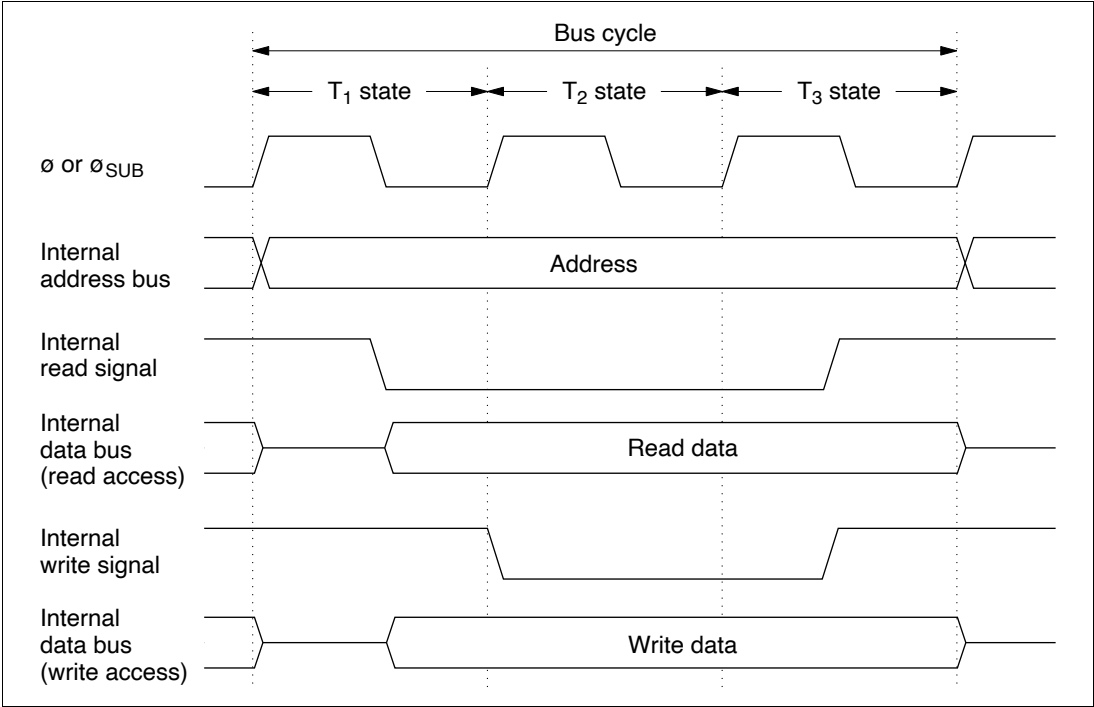 Bus cycle
T1 state
T2 state
T3 state
ø or øSUB
Internal
address bus
Address
Internal
read signal
Internal
data bus
(read access)
Read data
Internal
write signal
Internal
data bus
(write access)
Write data